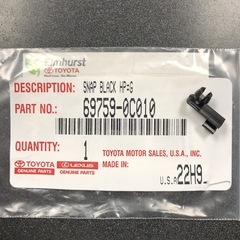 Elmhurst
TOYOTA
DESCRIPTION: SNAP BLACK HP=G
PART NO.: 69759-0C010
QUANTITY: 1
TOYOTA MOTOR SALES, U.S.A., INC.
TOYOTA LEXUS MADE IN:
GENUINE PARTS GENUINE PARTS
U.S.A 22H9